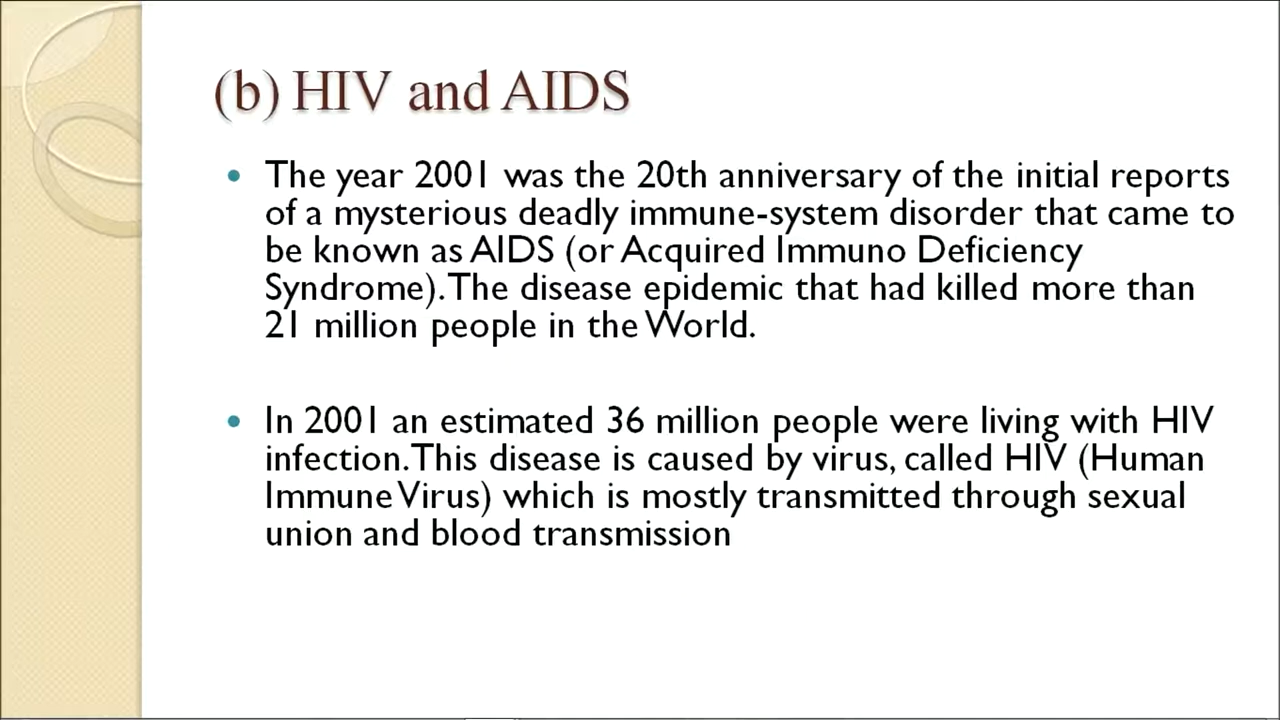 (b) HIV and AIDS
• The year 2001 was the 20th anniversary of the initial reports
of a mysterious deadly immune-system disorder that came to
be known as AIDS (or Acquired Immuno Deficiency
Syndrome). The disease epidemic that had killed more than
21 million people in the World.
• In 2001 an estimated 36 million people were living with HIV
infection. This disease is caused by virus, called HIV (Human
Immune Virus) which is mostly transmitted through sexual
union and blood transmission